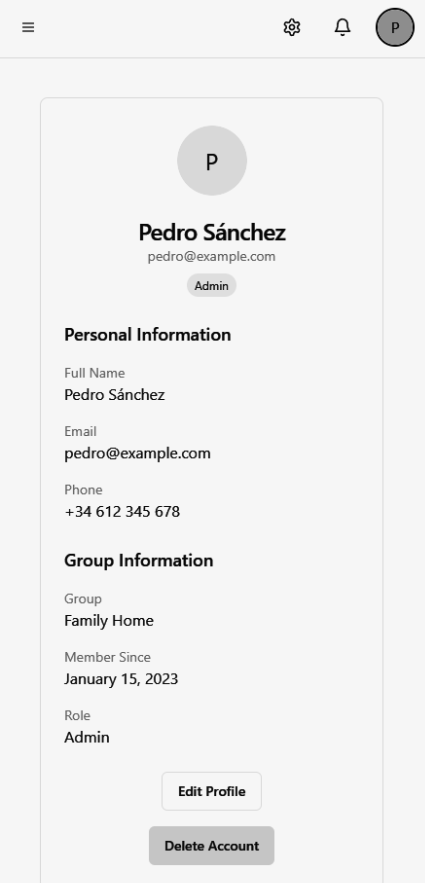 P
P
Pedro Sánchez
pedro@example.com
Admin
Personal Information
Full Name
Pedro Sánchez
Email
pedro@example.com
Phone
+34 612 345 678
Group Information
Group
Family Home
Member Since
January 15, 2023
Role
Admin
Edit Profile
Delete Account